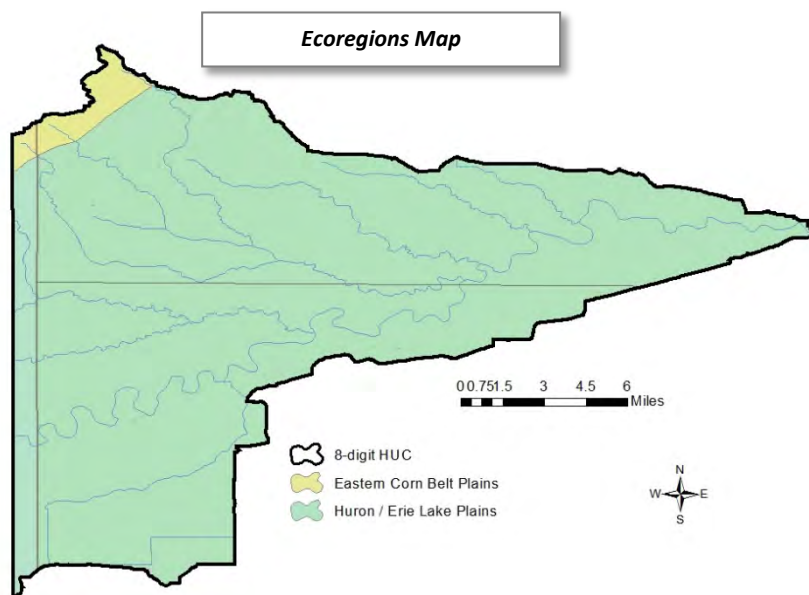 Ecoregions Map
0 0.75 1.5 3 4.5 6
Miles
8-digit HUC
Eastern Corn Belt Plains
Huron / Erie Lake Plains
N
W E
S